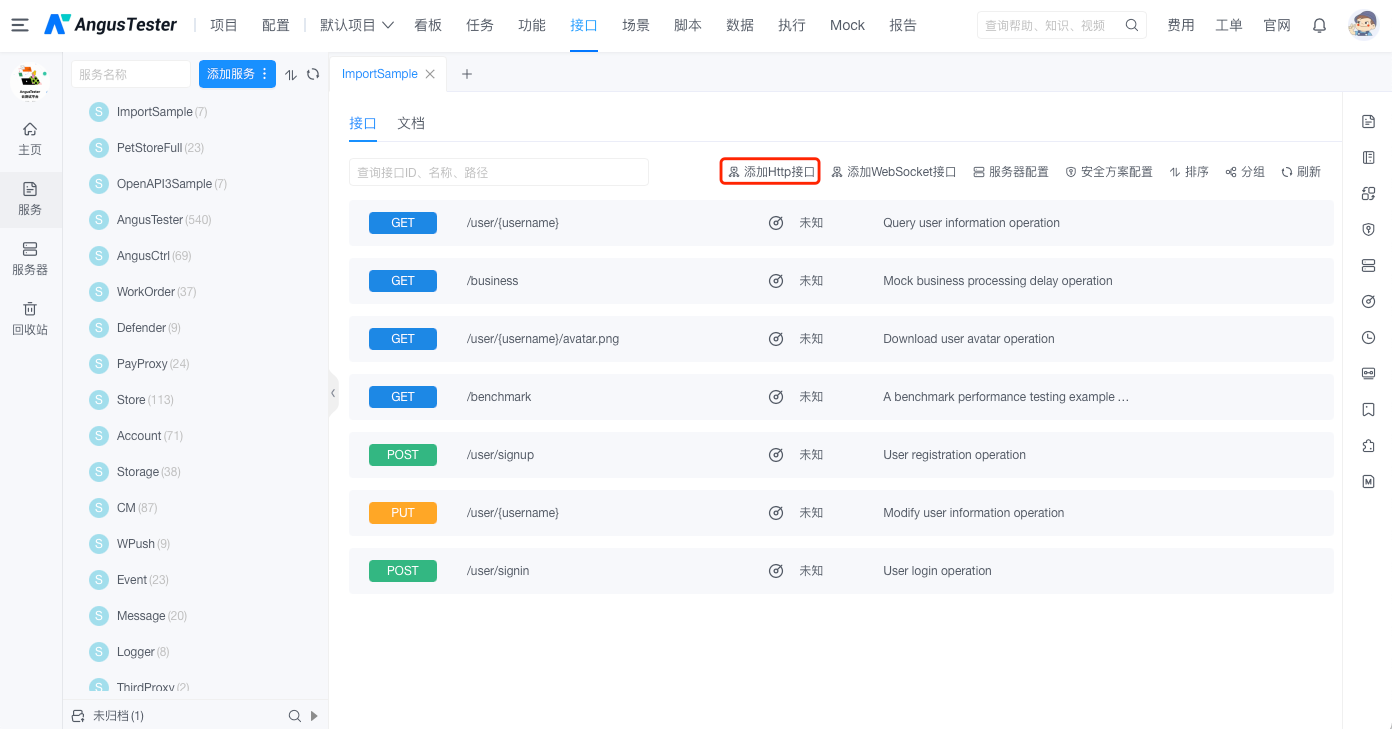 AngusTester 项目 配置 默认项目 看板 任务 功能 接口 场景 脚本 数据 执行 Mock 报告 查询帮助、知识、视频 费用 工单 官网
主页
服务
服务器
回收站
服务名称 添加服务
ImportSample (7)
PetStoreFull (23)
OpenAPI3Sample (7)
AngusTester (540)
AngusCtrl (69)
WorkOrder (37)
Defender (9)
PayProxy (24)
Store (113)
Account (71)
Storage (38)
CM (87)
WPush (9)
Event (23)
Message (20)
Logger (8)
ThirdProxy (2)
未归档 (1)
ImportSample
接口 文档
查询接口ID、名称、路径 添加Http接口 添加WebSocket接口 服务器配置 安全方案配置 排序 分组 刷新
GET /user/{username} 未知 Query user information operation
GET /business 未知 Mock business processing delay operation
GET /user/{username}/avatar.png 未知 Download user avatar operation
GET /benchmark 未知 A benchmark performance testing example …
POST /user/signup 未知 User registration operation
PUT /user/{username} 未知 Modify user information operation
POST /user/signin 未知 User login operation